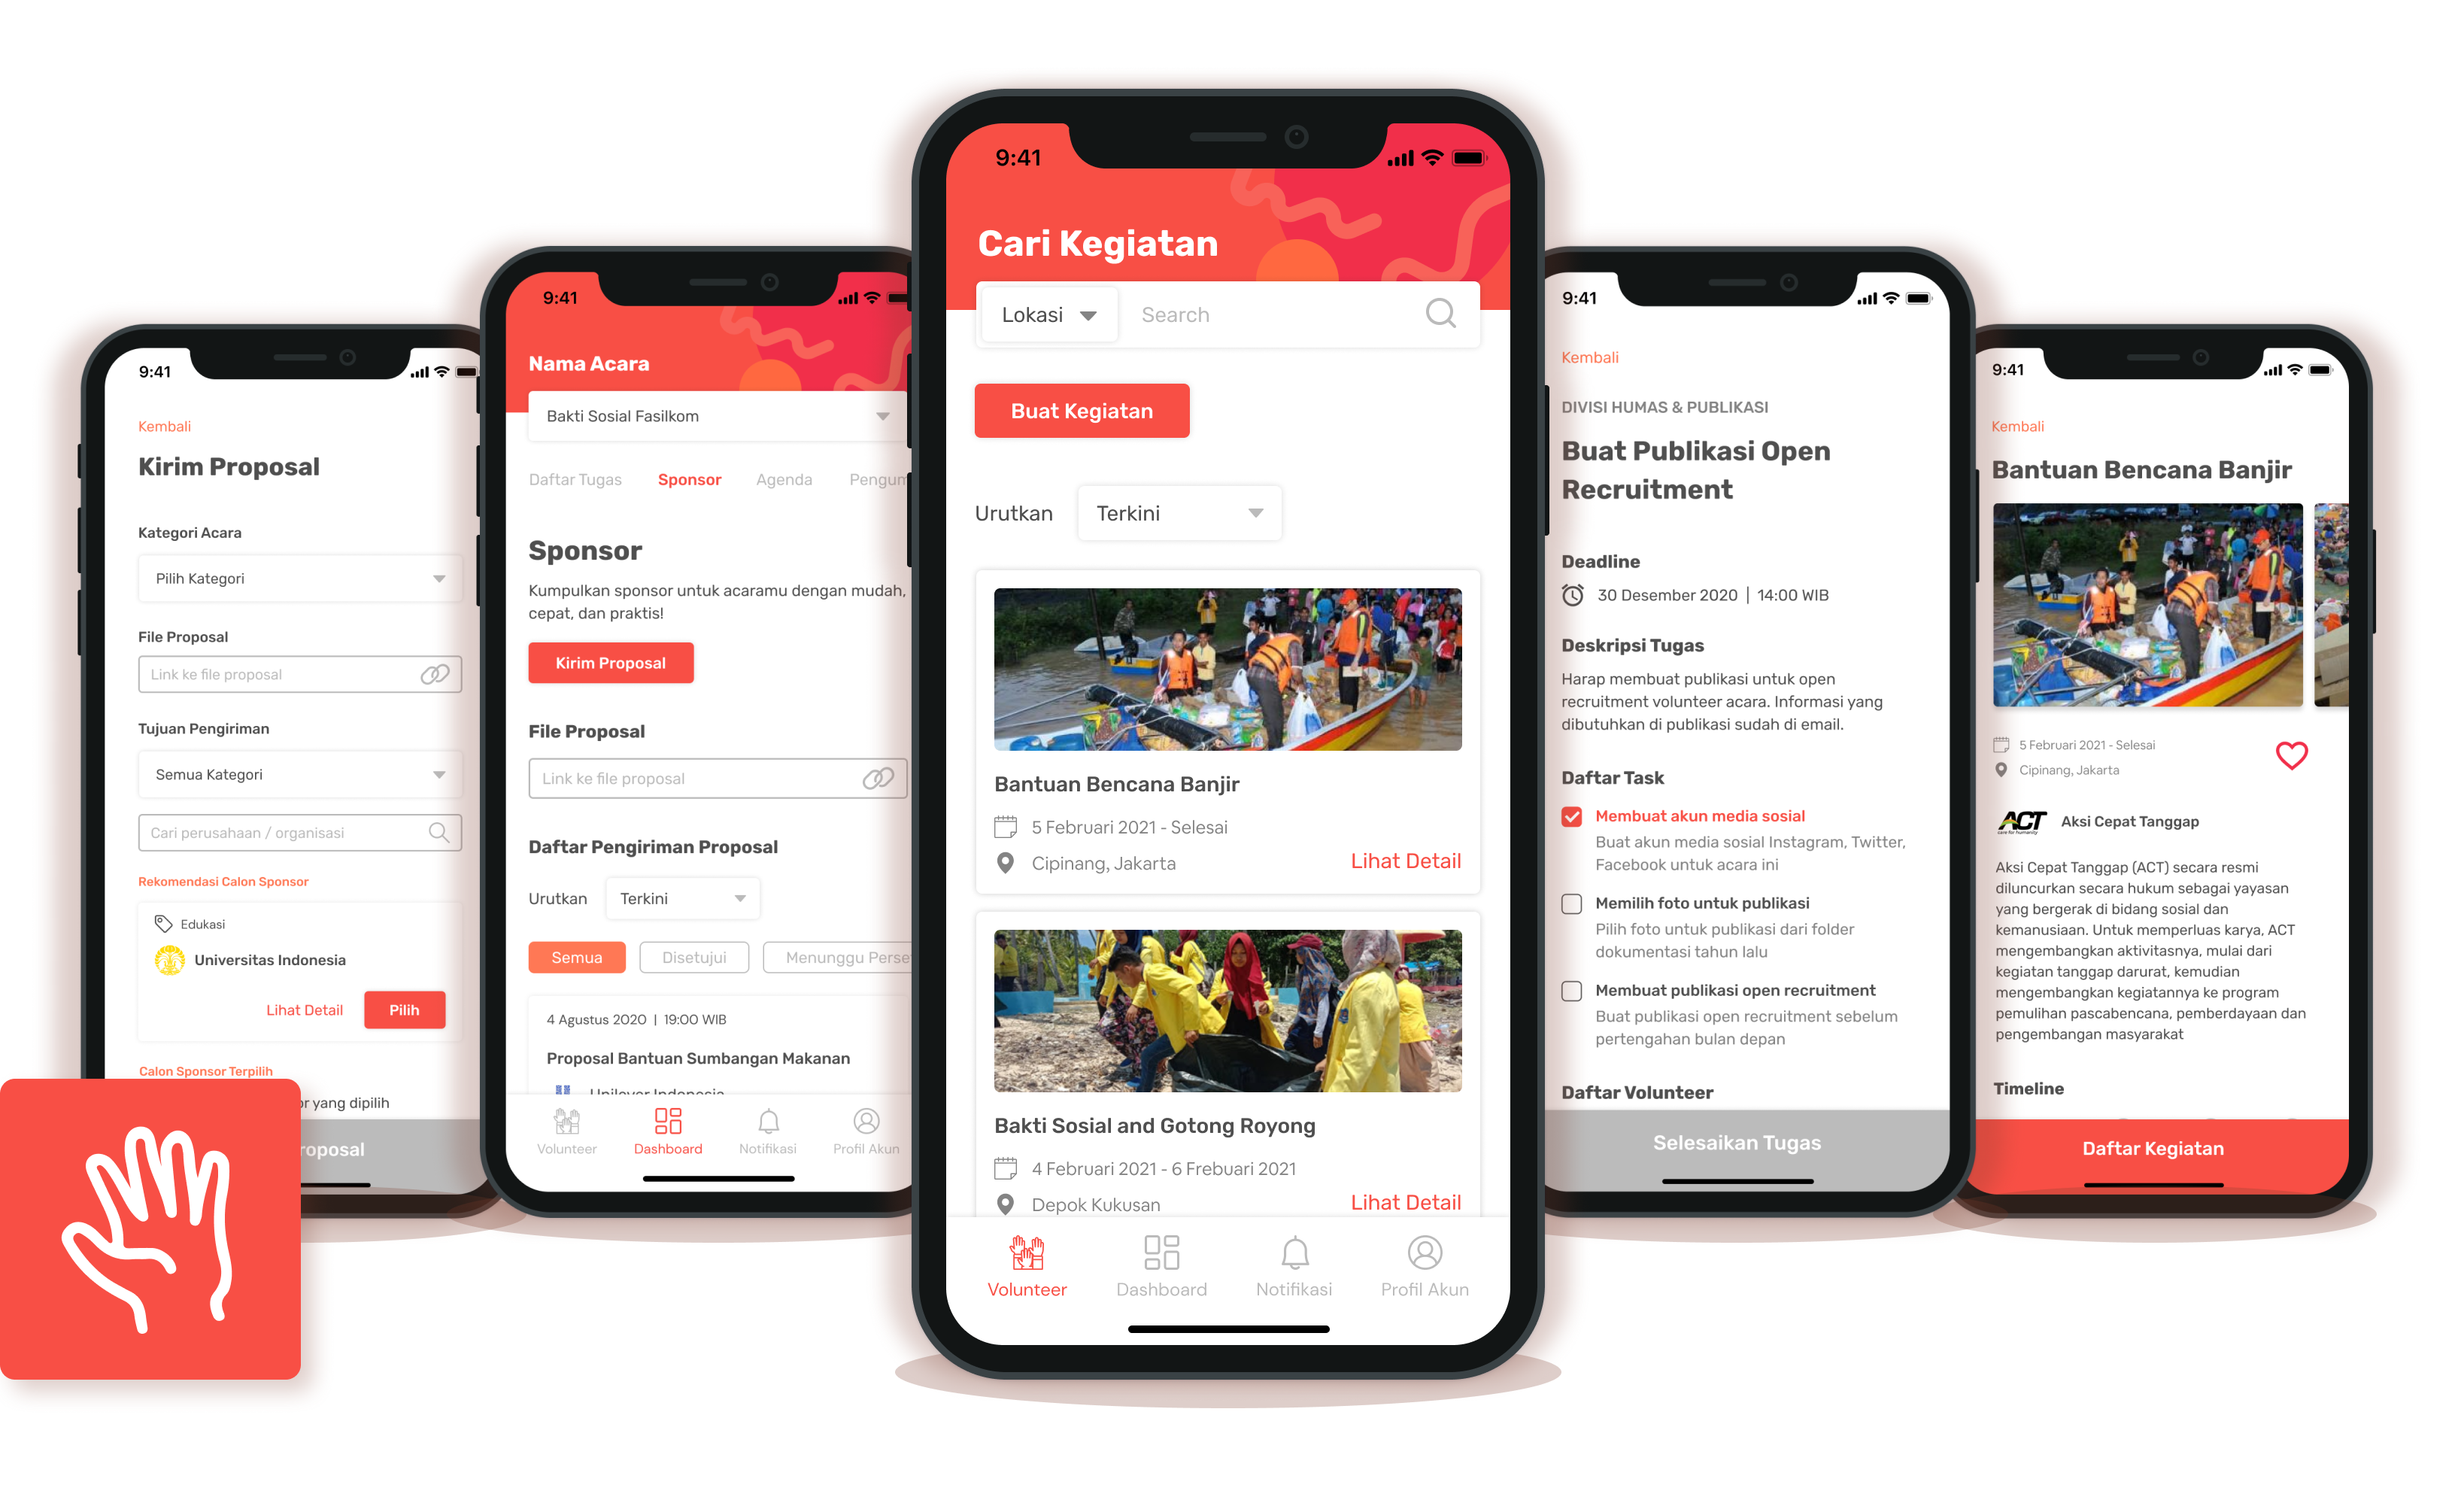 9:41
Kembali
Kirim Proposal
Kategori Acara
Pilih Kategori
File Proposal
Link ke file proposal
Tujuan Pengiriman
Semua Kategori
Cari perusahaan / organisasi
Rekomendasi Calon Sponsor
Edukasi
Universitas Indonesia
Lihat Detail
Pilih
Calon Sponsor Terpilih
yang dipilih
9:41
Nama Acara
Bakti Sosial Fasilkom
Daftar Tugas Sponsor Agenda Pengum
Sponsor
Kumpulkan sponsor untuk acaramu dengan mudah,
cepat, dan praktis!
Kirim Proposal
File Proposal
Link ke file proposal
Daftar Pengiriman Proposal
Urutkan Terkini
Semua Disetujui Menunggu Perse
4 Agustus 2020 | 19:00 WIB
Proposal Bantuan Sumbangan Makanan
Unilever Indonesia
Volunteer Dashboard Notifikasi Profil Akun
9:41
Cari Kegiatan
Lokasi Search
Buat Kegiatan
Urutkan Terkini
Bantuan Bencana Banjir
5 Februari 2021 - Selesai
Cipinang, Jakarta
Lihat Detail
Bakti Sosial and Gotong Royong
4 Februari 2021 - 6 Frebuari 2021
Depok Kukusan
Lihat Detail
Volunteer Dashboard Notifikasi Profil Akun
9:41
Kembali
DIVISI HUMAS & PUBLIKASI
Buat Publikasi Open
Recruitment
Deadline
30 Desember 2020 | 14:00 WIB
Deskripsi Tugas
Harap membuat publikasi untuk open
recruitment volunteer acara. Informasi yang
dibutuhkan di publikasi sudah di email.
Daftar Task
Membuat akun media sosial
Buat akun media sosial Instagram, Twitter,
Facebook untuk acara ini
Memilih foto untuk publikasi
Pilih foto untuk publikasi dari folder
dokumentasi tahun lalu
Membuat publikasi open recruitment
Buat publikasi open recruitment sebelum
pertengahan bulan depan
Daftar Volunteer
Selesaikan Tugas
9:41
Kembali
Bantuan Bencana Banjir
5 Februari 2021 - Selesai
Cipinang, Jakarta
ACT
care for humanity
Aksi Cepat Tanggap
Aksi Cepat Tanggap (ACT) secara resmi
diluncurkan secara hukum sebagai yayasan
yang bergerak di bidang sosial dan
kemanusiaan. Untuk memperluas karya, ACT
mengembangkan aktivitasnya, mulai dari
kegiatan tanggap darurat, kemudian
mengembangkan kegiatannya ke program
pemulihan pascabencana, pemberdayaan dan
pengembangan masyarakat
Timeline
Daftar Kegiatan